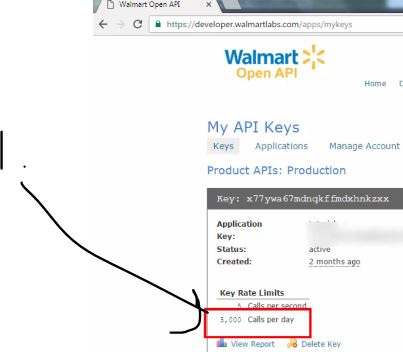 Walmart Open API
https://developer.walmartlabs.com/apps/mykeys
Walmart
Open API
Home
My API Keys
Keys Applications Manage Account
Product APIs: Production
Key: x77ywa67mdnqkffmdxhnkzxx
Application
Key:
Status: active
Created: 2 months ago
Key Rate Limits
5 Calls per second
5,000 Calls per day
View Report Delete Key